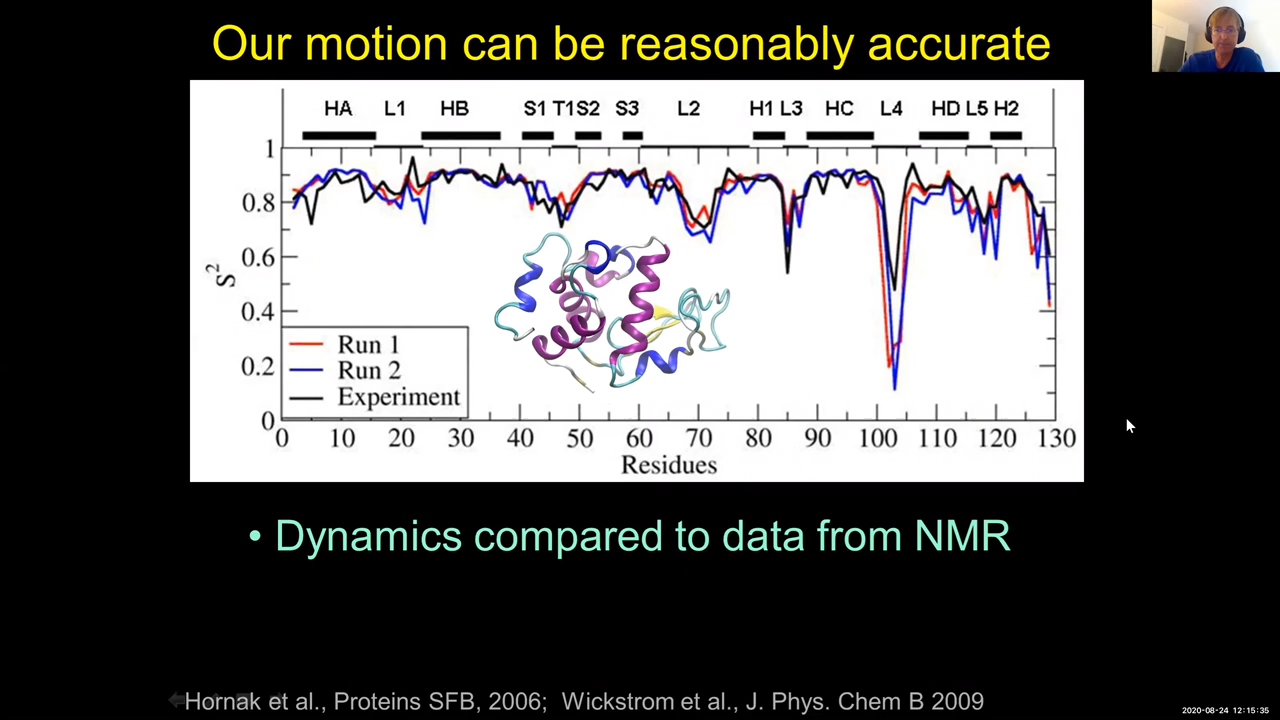 Our motion can be reasonably accurate
HA L1 HB S1 T1 S2 S3 L2 H1 L3 HC L4 HD L5 H2
1
0.8
0.6
0.4
0.2
0
S2
Run 1
Run 2
Experiment
0 10 20 30 40 50 60 70 80 90 100 110 120 130
Residues
• Dynamics compared to data from NMR
Hornak et al., Proteins SFB, 2006; Wickstrom et al., J. Phys. Chem B 2009
2020-08-24 12:15:35